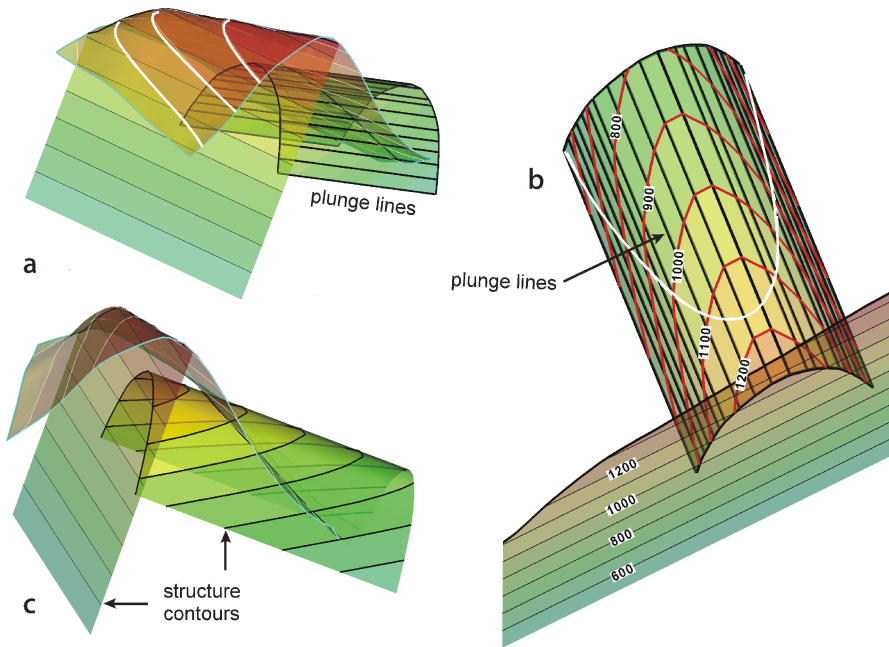 plunge lines
a
b
800
900
plunge lines
1000
1100
1200
1200
1000
800
600
structure
contours
c